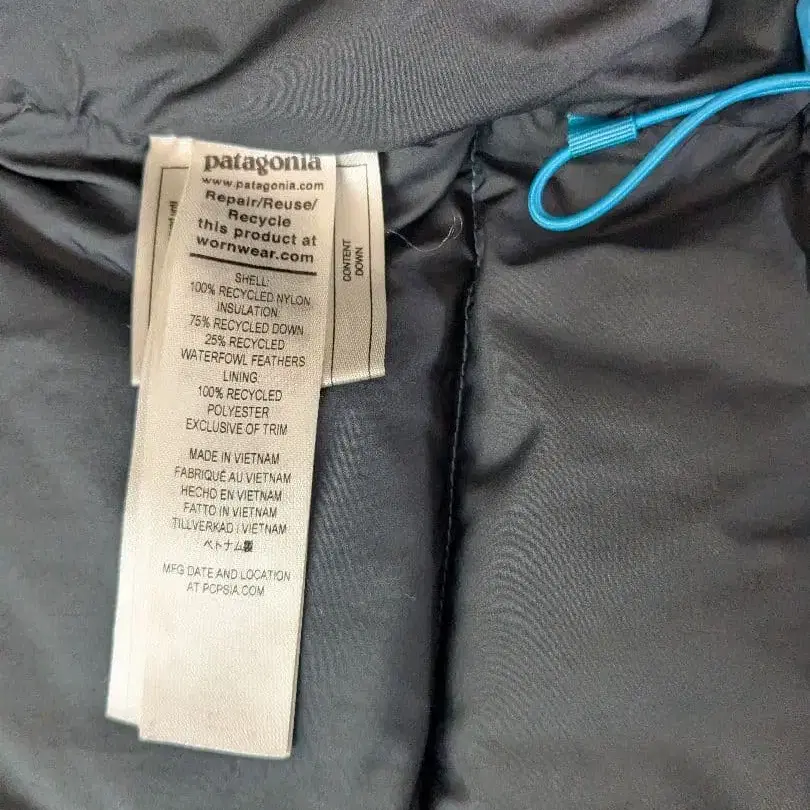 patagonia
www.patagonia.com
Repair/Reuse/
Recycle
this product at
wornwear.com
SHELL:
100% RECYCLED NYLON
INSULATION:
75% RECYCLED DOWN
25% RECYCLED
WATERFOWL FEATHERS
LINING:
100% RECYCLED
POLYESTER
EXCLUSIVE OF TRIM
MADE IN VIETNAM
FABRIQUÉ AU VIETNAM
HECHO EN VIETNAM
FATTO IN VIETNAM
TILLVERKAD I VIETNAM
ベトナム製
MFG DATE AND LOCATION
AT PCPSIA.COM
CONTENT
DOWN